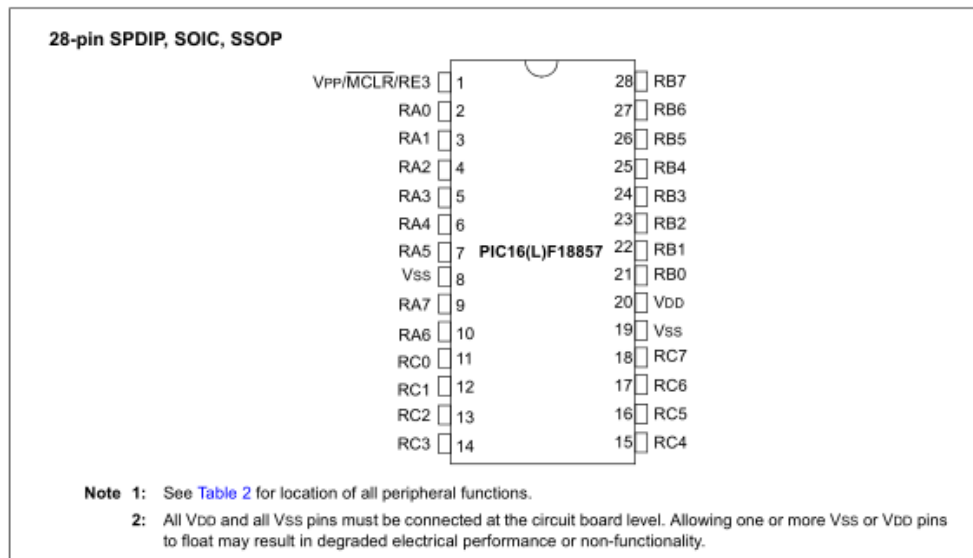 28-pin SPDIP, SOIC, SSOP
VPP/MCLR/RE3 1 28 RB7
RA0 2 27 RB6
RA1 3 26 RB5
RA2 4 25 RB4
RA3 5 24 RB3
RA4 6 23 RB2
RA5 7 PIC16(L)F18857 22 RB1
VSS 8 21 RB0
RA7 9 20 VDD
RA6 10 19 VSS
RC0 11 18 RC7
RC1 12 17 RC6
RC2 13 16 RC5
RC3 14 15 RC4
Note 1: See Table 2 for location of all peripheral functions.
2: All VDD and all VSS pins must be connected at the circuit board level. Allowing one or more VSS or VDD pins
to float may result in degraded electrical performance or non-functionality.